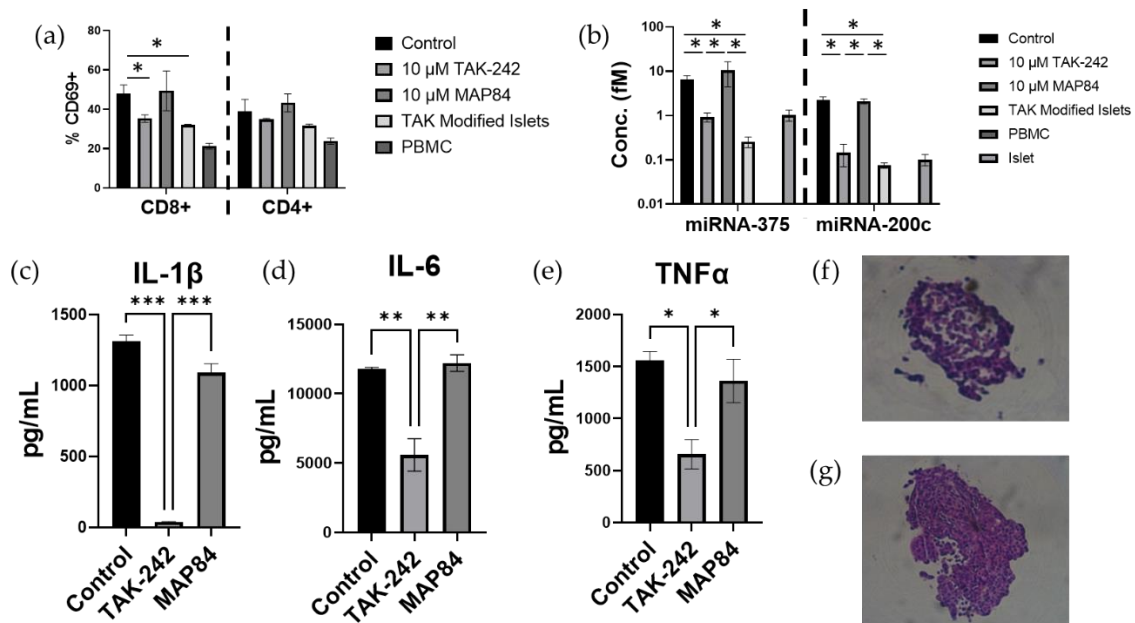 (a)
% CD69+
80
60
40
20
0
CD8+
CD4+
*
*
Control
10 μM TAK-242
10 μM MAP84
TAK Modified Islets
PBMC
(b)
Conc. (fM)
100
10
1
0.1
0.01
miRNA-375
miRNA-200c
*
* * *
*
* * *
Control
10 μM TAK-242
10 μM MAP84
TAK Modified Islets
PBMC
Islet
(c)
IL-1β
*** ***
pg/mL
1500
1000
500
0
Control
TAK-242
MAP84
(d)
IL-6
** **
pg/mL
15000
10000
5000
0
Control
TAK-242
MAP84
(e)
TNFα
* *
pg/mL
2000
1500
1000
500
0
Control
TAK-242
MAP84
(f)
(g)